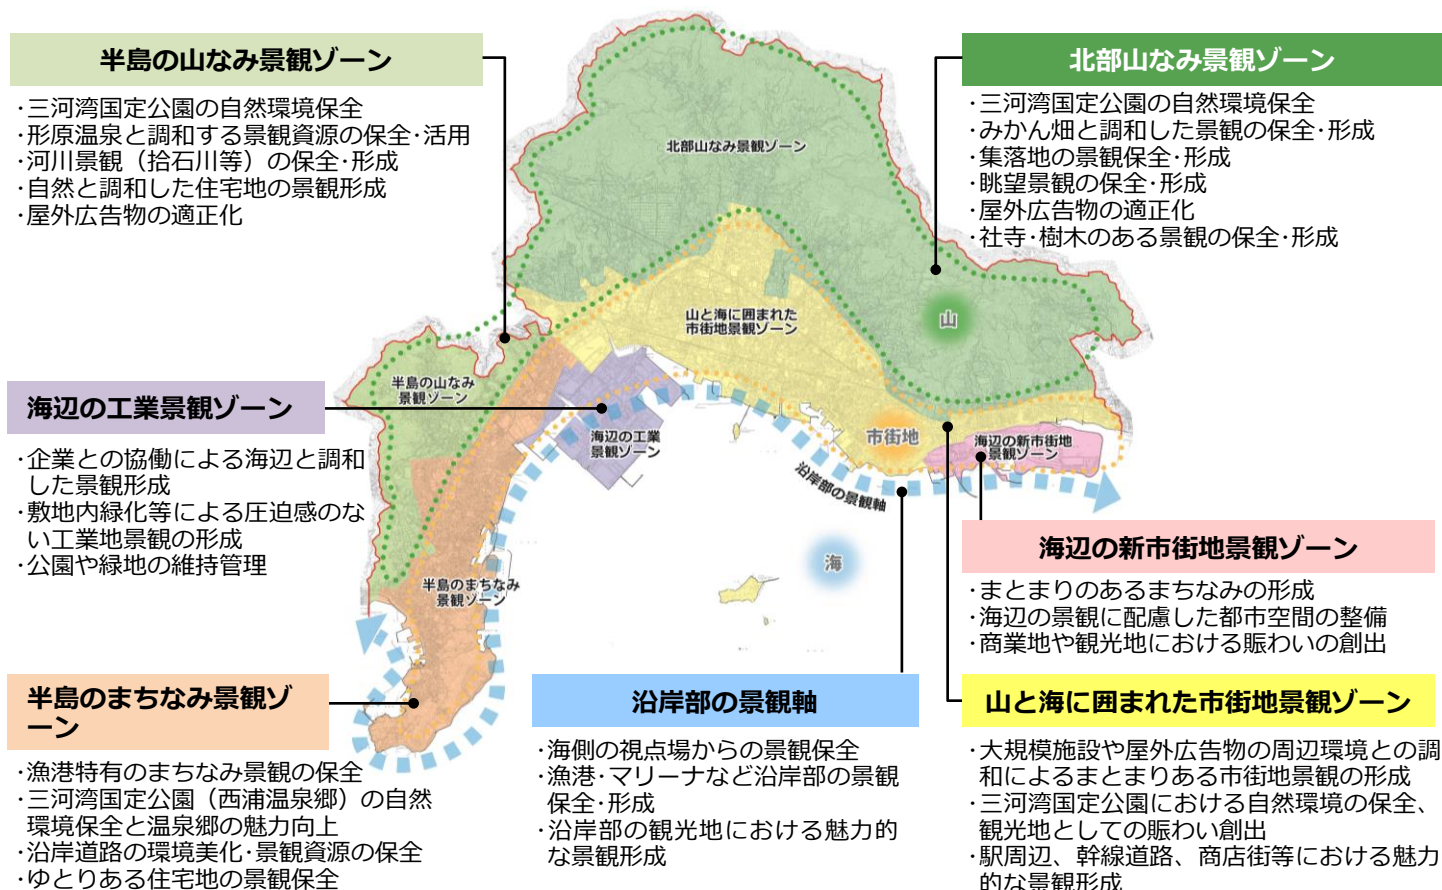 半島の山なみ景観ゾーン
・三河湾国定公園の自然環境保全
・形原温泉と調和する景観資源の保全・活用
・河川景観（拾石川等）の保全・形成
・自然と調和した住宅地の景観形成
・屋外広告物の適正化
北部山なみ景観ゾーン
・三河湾国定公園の自然環境保全
・みかん畑と調和した景観の保全・形成
・集落地の景観保全・形成
・眺望景観の保全・形成
・屋外広告物の適正化
・社寺・樹木のある景観の保全・形成
北部山なみ景観ゾーン
山と海に囲まれた
市街地景観ゾーン
山
半島の山なみ
景観ゾーン
海辺の工業
景観ゾーン
市街地
海辺の新市街地
景観ゾーン
沿岸部の景観軸
海
半島のまちなみ
景観ゾーン
海辺の工業景観ゾーン
・企業との協働による海辺と調和
した景観形成
・敷地内緑化等による圧迫感のな
い工業地景観の形成
・公園や緑地の維持管理
海辺の新市街地景観ゾーン
・まとまりのあるまちなみの形成
・海辺の景観に配慮した都市空間の整備
・商業地や観光地における賑わいの創出
半島のまちなみ景観ゾ
ーン
・漁港特有のまちなみ景観の保全
・三河湾国定公園（西浦温泉郷）の自然
環境保全と温泉郷の魅力向上
・沿岸道路の環境美化・景観資源の保全
・ゆとりある住宅地の景観保全
沿岸部の景観軸
・海側の視点場からの景観保全
・漁港・マリーナなど沿岸部の景観
保全・形成
・沿岸部の観光地における魅力的
な景観形成
山と海に囲まれた市街地景観ゾーン
・大規模施設や屋外広告物の周辺環境との調
和によるまとまりある市街地景観の形成
・三河湾国定公園における自然環境の保全、
観光地としての賑わい創出
・駅周辺、幹線道路、商店街等における魅力
的な景観形成